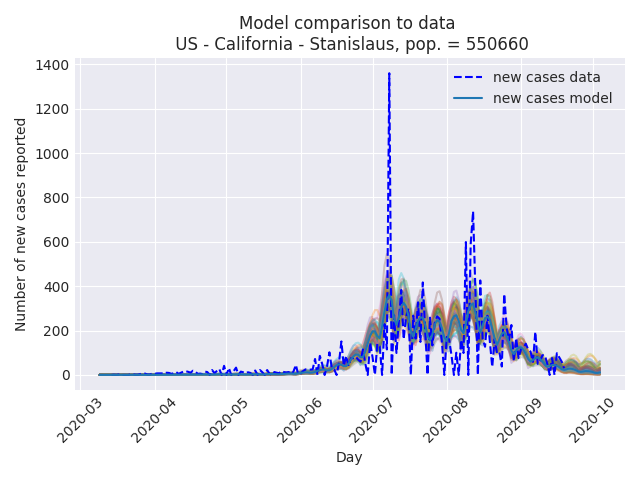 Model comparison to data
US - California - Stanislaus, pop. = 550660
Number of new cases reported
1400
1200
1000
800
600
400
200
0
new cases data
new cases model
2020-03
2020-04
2020-05
2020-06
2020-07
2020-08
2020-09
2020-10
Day